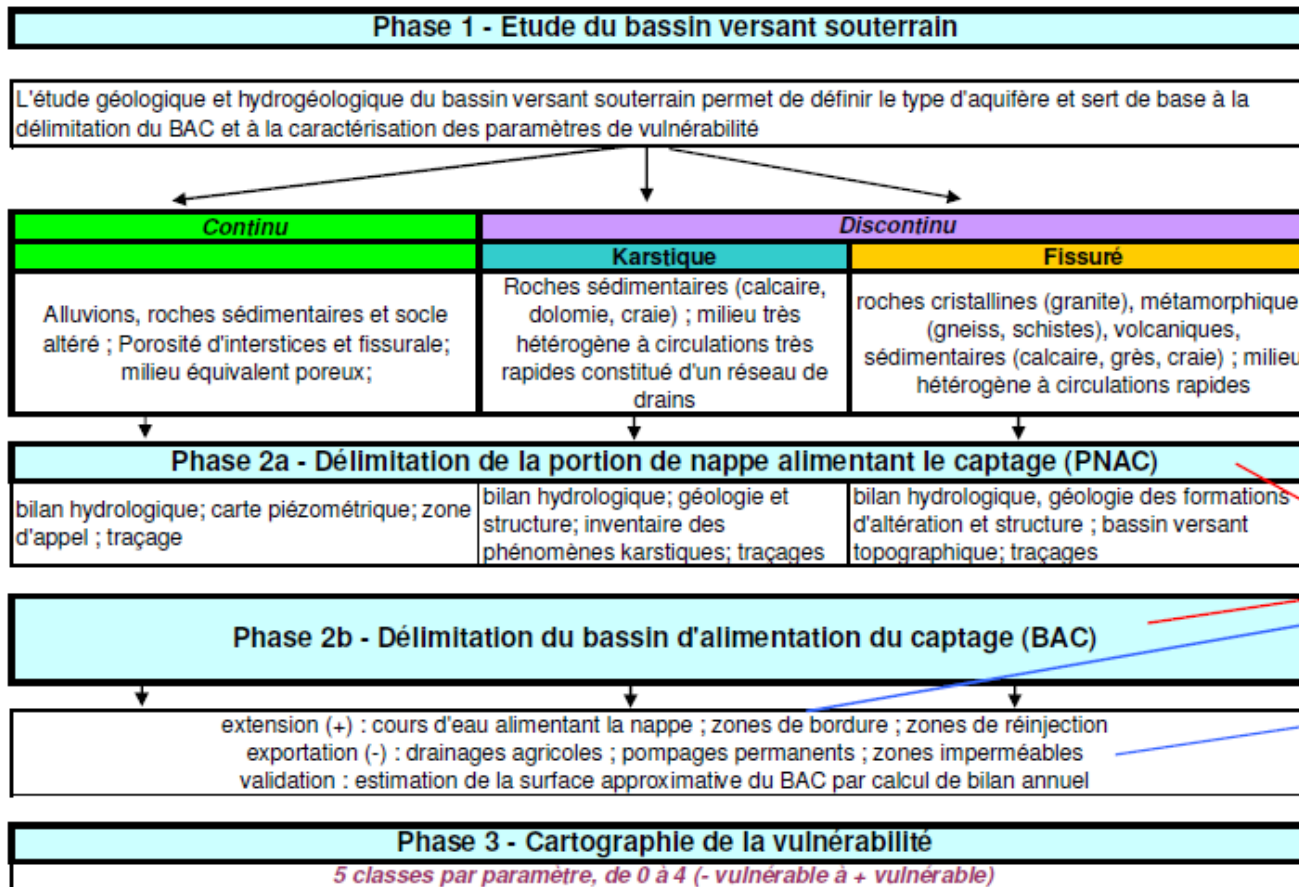 Phase 1 - Etude du bassin versant souterrain
L'étude géologique et hydrogéologique du bassin versant souterrain permet de définir le type d'aquifère et sert de base à la
délimitation du BAC et à la caractérisation des paramètres de vulnérabilité
Continu
Discontinu
Karstique
Fissuré
Alluvions, roches sédimentaires et socle
altéré ; Porosité d'interstices et fissurale;
milieu équivalent poreux;
Roches sédimentaires (calcaire,
dolomie, craie) ; milieu très
hétérogène à circulations très
rapides constitué d'un réseau de
drains
roches cristallines (granite), métamorphique
(gneiss, schistes), volcaniques,
sédimentaires (calcaire, grès, craie) ; milieu
hétérogène à circulations rapides
Phase 2a - Délimitation de la portion de nappe alimentant le captage (PNAC)
bilan hydrologique; carte piézométrique; zone
d'appel ; traçage
bilan hydrologique; géologie et
structure; inventaire des
phénomènes karstiques; traçages
bilan hydrologique, géologie des formations
d'altération et structure ; bassin versant
topographique; traçages
Phase 2b - Délimitation du bassin d'alimentation du captage (BAC)
extension (+) : cours d'eau alimentant la nappe ; zones de bordure ; zones de réinjection
exportation (-) : drainages agricoles ; pompages permanents ; zones imperméables
validation : estimation de la surface approximative du BAC par calcul de bilan annuel
Phase 3 - Cartographie de la vulnérabilité
5 classes par paramètre, de 0 à 4 (- vulnérable à + vulnérable)